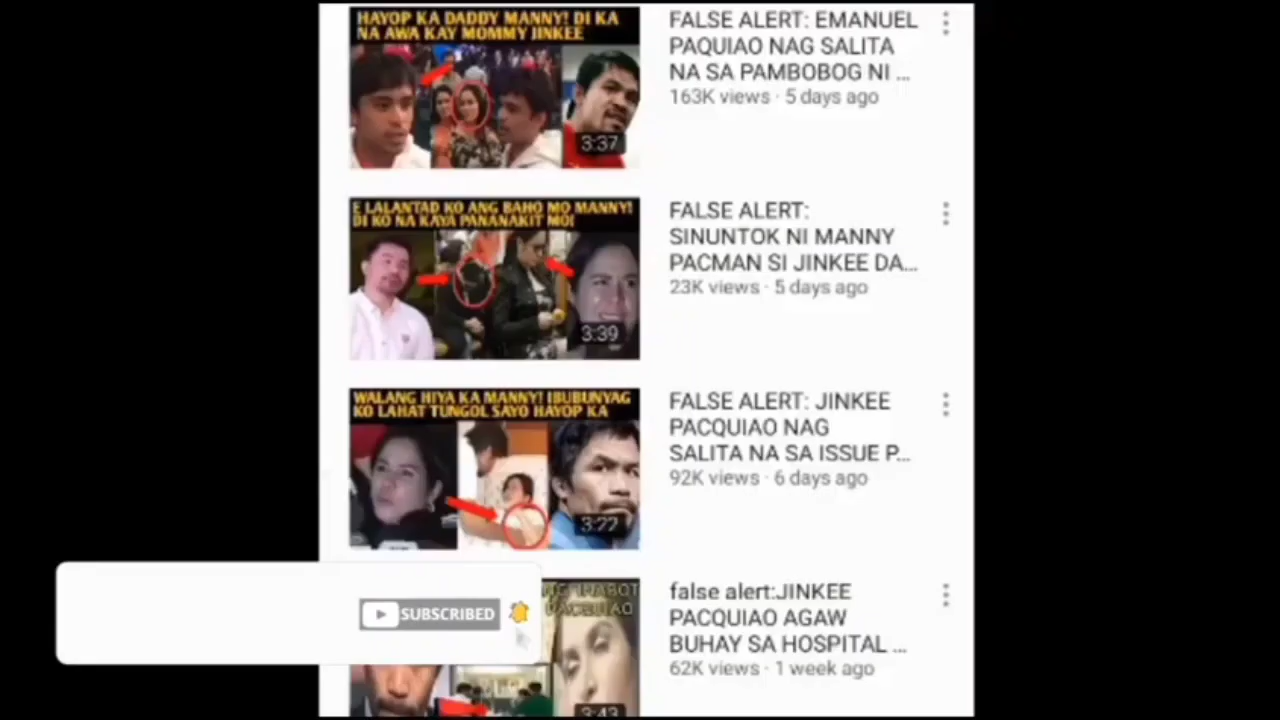 HAYOP KA DADDY MANNY! DI KA
NA AWA KAY MOMMY JINKEE
3:37
FALSE ALERT: EMANUEL
PAQUIAO NAG SALITA
NA SA PAMBOBOG NI ...
163K views · 5 days ago
E LALANTAD KO ANG BAHO MO MANNY!
DI KO NA KAYA PANANAKIT MO!
3:39
FALSE ALERT:
SINUNTOK NI MANNY
PACMAN SI JINKEE DA...
23K views · 5 days ago
WALANG HIYA KA MANNY! IBUBUNYAG
KO LAHAT TUNGOL SAYO HAYOP KA
3:22
FALSE ALERT: JINKEE
PACQUIAO NAG
SALITA NA SA ISSUE P...
92K views · 6 days ago
PACQUIAO
3:43
false alert:JINKEE
PACQUIAO AGAW
BUHAY SA HOSPITAL ...
62K views · 1 week ago
SUBSCRIBED